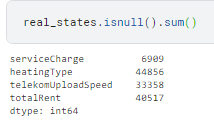 real_states.isnull().sum()
serviceCharge 6909
heatingType 44856
telekomUploadSpeed 33358
totalRent 40517
dtype: int64